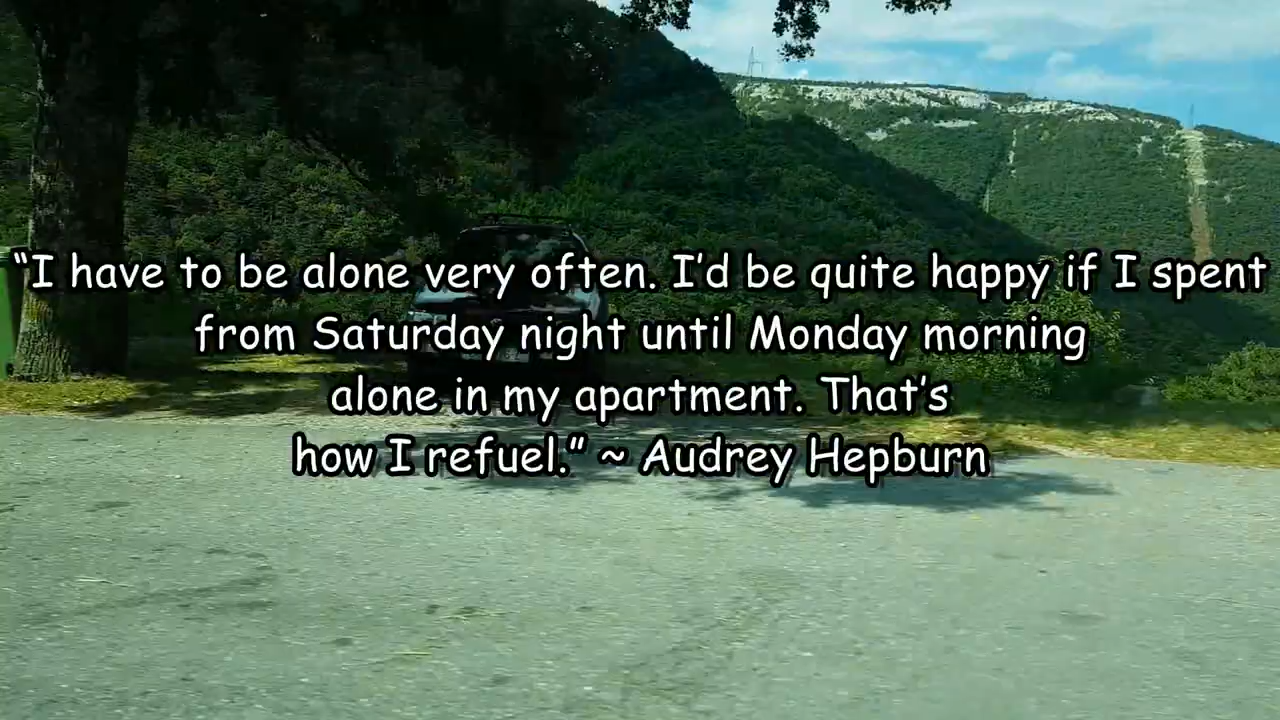 “I have to be alone very often. I’d be quite happy if I spent
from Saturday night until Monday morning
alone in my apartment. That’s
how I refuel.” ~ Audrey Hepburn